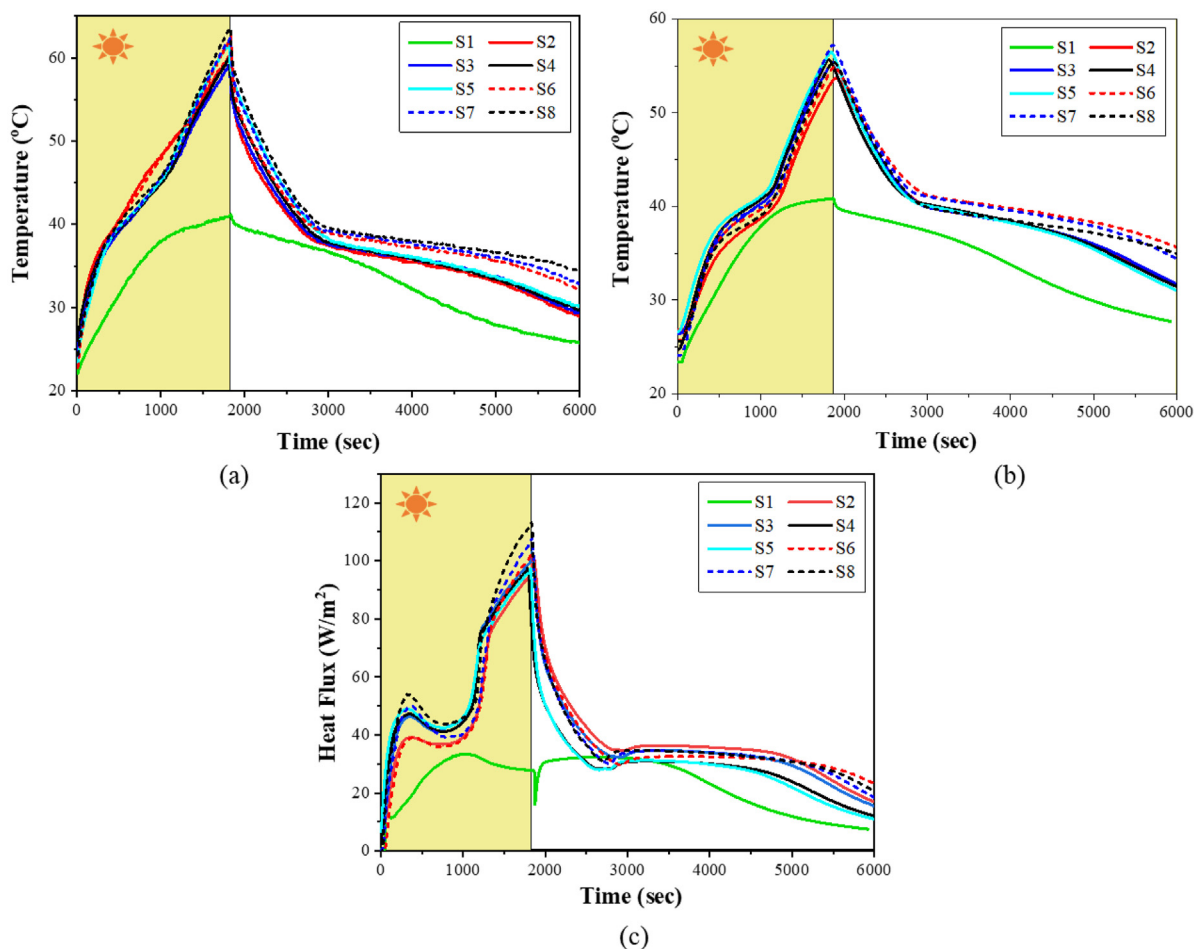 S1 S2
S3 S4
S5 S6
S7 S8
60
50
40
30
20
Temperature (ºC)
0 1000 2000 3000 4000 5000 6000
Time (sec)
(a)
S1 S2
S3 S4
S5 S6
S7 S8
60
50
40
30
20
Temperature (ºC)
0 1000 2000 3000 4000 5000 6000
Time (sec)
(b)
S1 S2
S3 S4
S5 S6
S7 S8
120
100
80
60
40
20
0
Heat Flux (W/m²)
0 1000 2000 3000 4000 5000 6000
Time (sec)
(c)